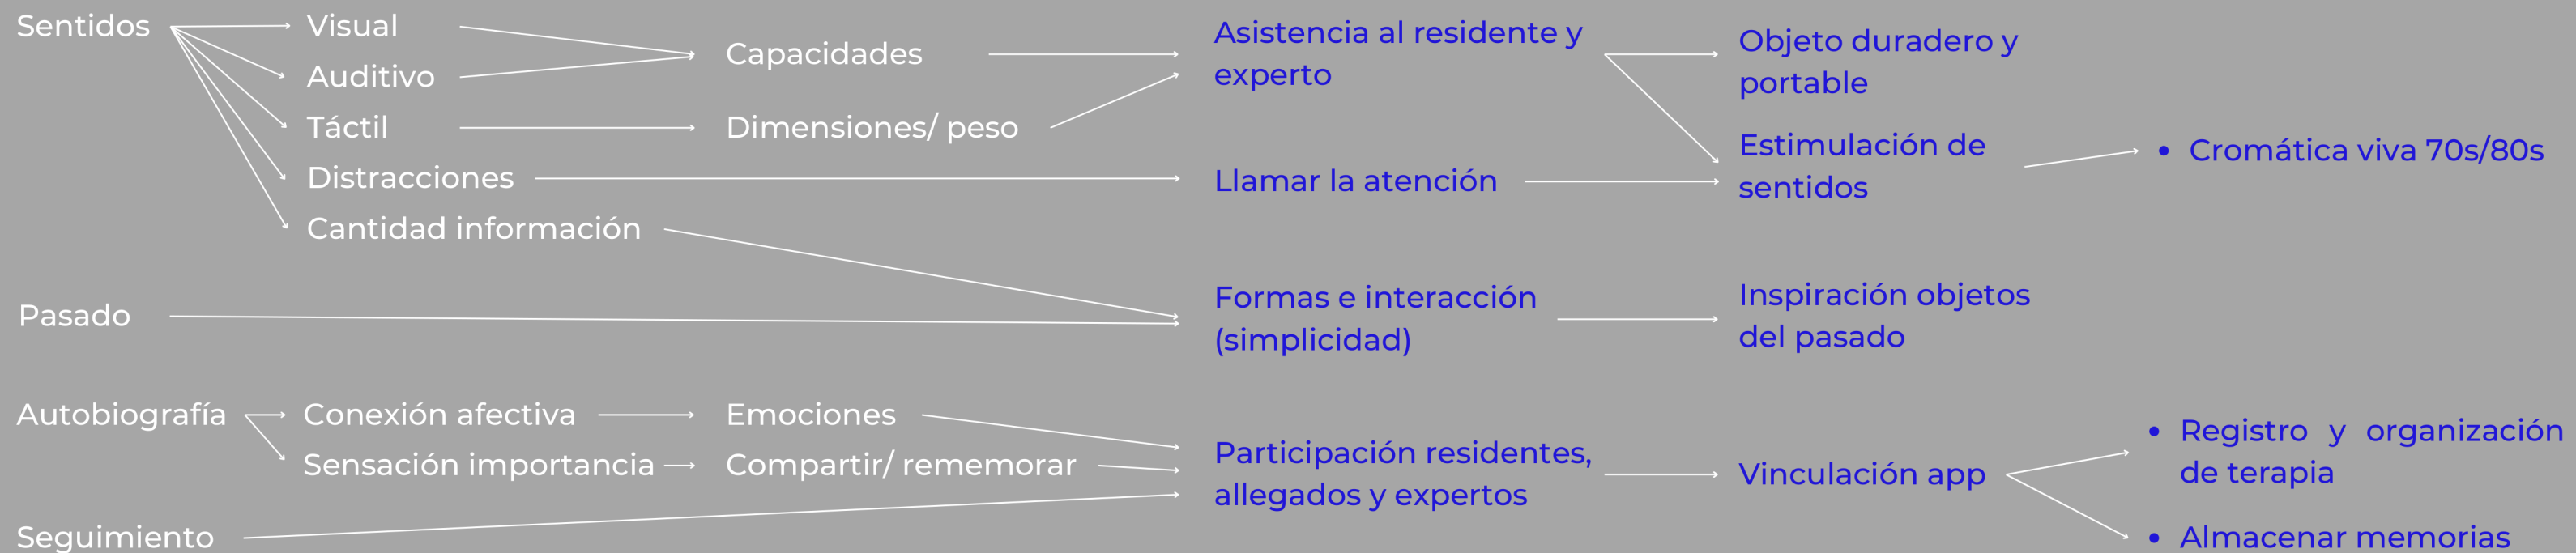 Sentidos
Visual
Auditivo
Táctil
Distracciones
Cantidad información
Capacidades
Dimensiones/ peso
Asistencia al residente y
experto
Llamar la atención
Objeto duradero y
portable
Estimulación de
sentidos
• Cromática viva 70s/80s
Pasado
Formas e interacción
(simplicidad)
Inspiración objetos
del pasado
Autobiografía
Conexión afectiva
Sensación importancia
Emociones
Compartir/ rememorar
Seguimiento
Participación residentes,
allegados y expertos
Vinculación app
• Registro y organización
de terapia
• Almacenar memorias